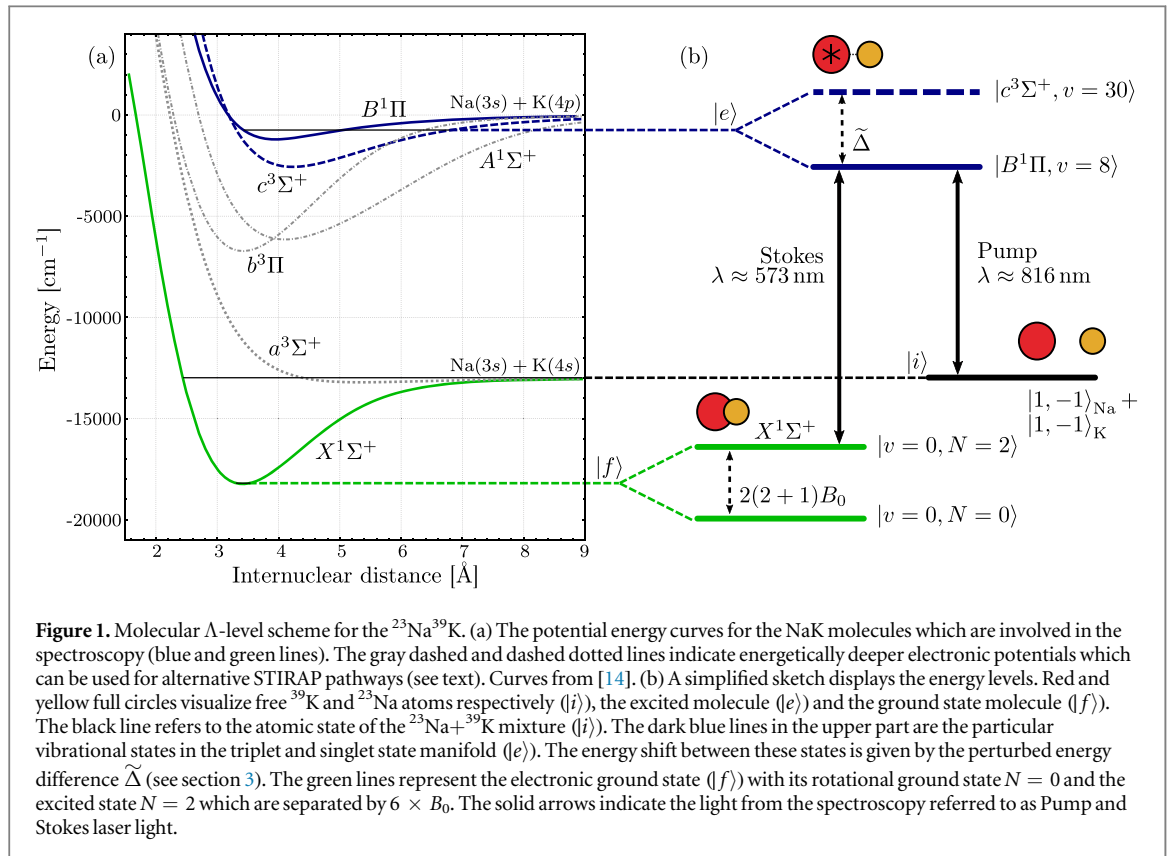 (a)
(b)
0
-5000
-10000
-15000
-20000
Energy [cm⁻¹]
2 3 4 5 6 7 8 9
Internuclear distance [Å]
B¹Π
Na(3s) + K(4p)
A¹Σ⁺
c³Σ⁺
b³Π
a³Σ⁺
Na(3s) + K(4s)
X¹Σ⁺
*
|e⟩
|c³Σ⁺, v = 30⟩
Δ̃
|B¹Π, v = 8⟩
Stokes
λ ≈ 573 nm
Pump
λ ≈ 816 nm
|i⟩
|1, −1⟩Na +
|1, −1⟩K
|f⟩
X¹Σ⁺
|v = 0, N = 2⟩
2(2 + 1)B₀
|v = 0, N = 0⟩
Figure 1. Molecular Λ-level scheme for the ²³Na³⁹K. (a) The potential energy curves for the NaK molecules which are involved in the
spectroscopy (blue and green lines). The gray dashed and dashed dotted lines indicate energetically deeper electronic potentials which
can be used for alternative STIRAP pathways (see text). Curves from [14]. (b) A simplified sketch displays the energy levels. Red and
yellow full circles visualize free ³⁹K and ²³Na atoms respectively (|i⟩), the excited molecule (|e⟩) and the ground state molecule (|f⟩).
The black line refers to the atomic state of the ²³Na+³⁹K mixture (|i⟩). The dark blue lines in the upper part are the particular
vibrational states in the triplet and singlet state manifold (|e⟩). The energy shift between these states is given by the perturbed energy
difference Δ̃ (see section 3). The green lines represent the electronic ground state (|f⟩) with its rotational ground state N = 0 and the
excited state N = 2 which are separated by 6 × B₀. The solid arrows indicate the light from the spectroscopy referred to as Pump and
Stokes laser light.